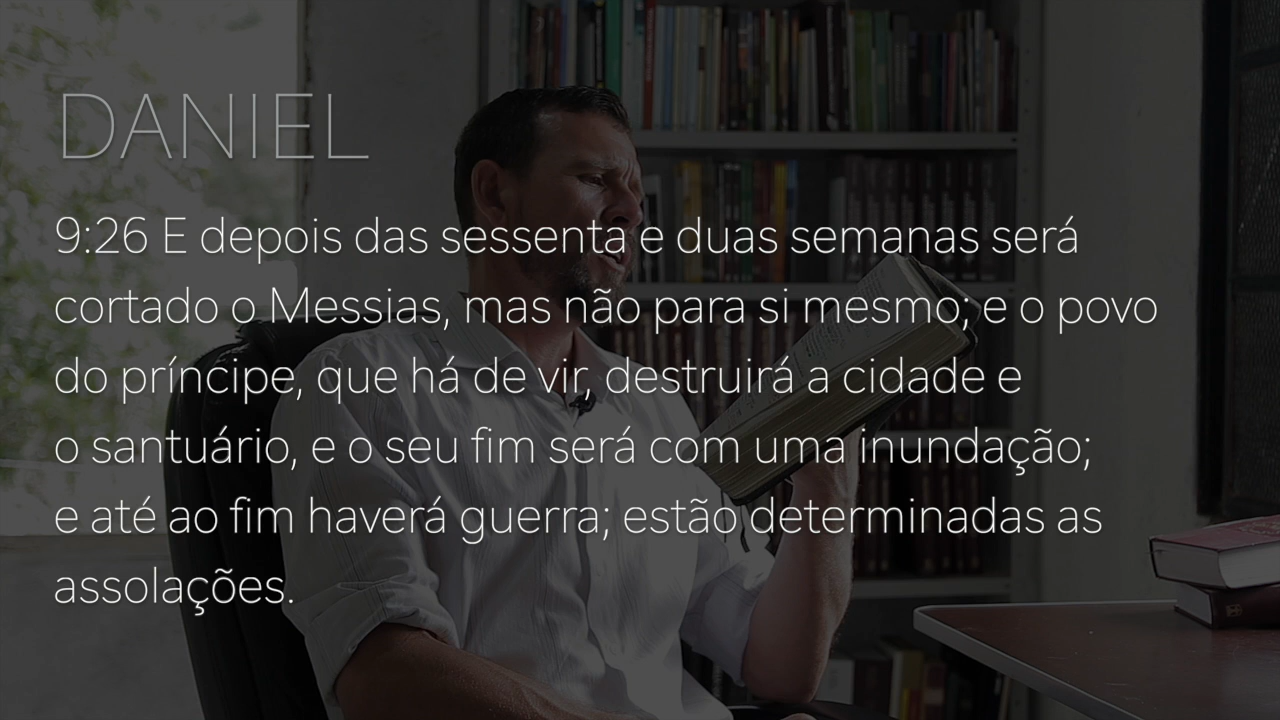 DANIEL
9:26 E depois das sessenta e duas semanas será
cortado o Messias, mas não para si mesmo; e o povo
do príncipe, que há de vir, destruirá a cidade e
o santuário, e o seu fim será com uma inundação;
e até ao fim haverá guerra; estão determinadas as
assolações.